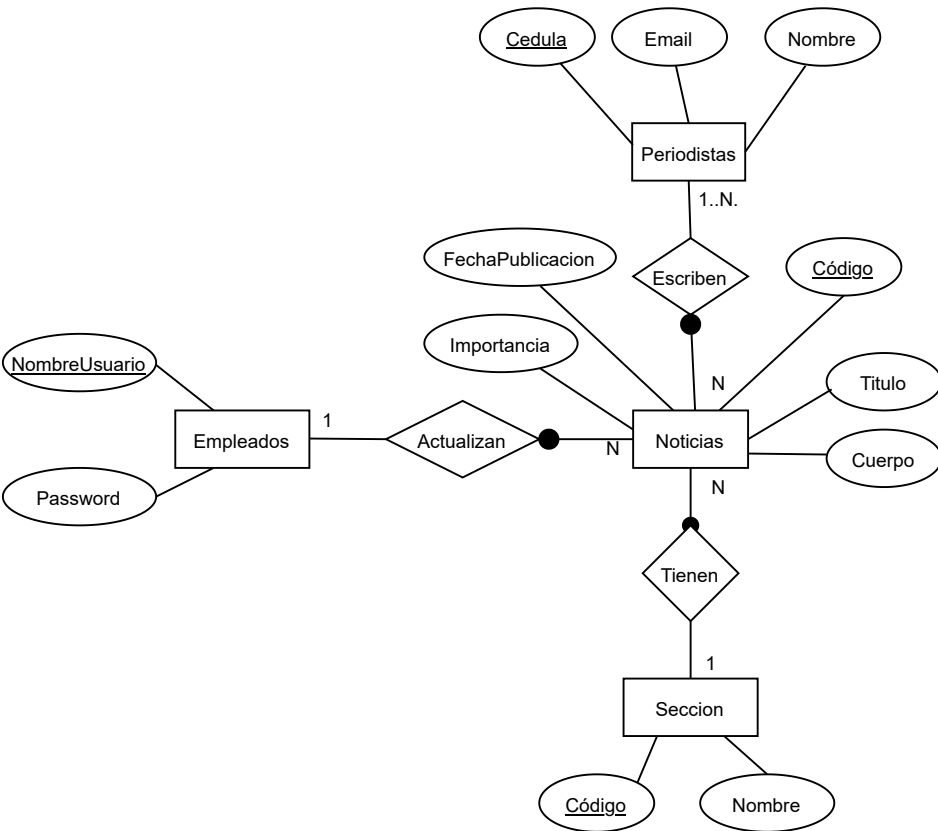 Cedula
Email
Nombre
Periodistas
1..N.
FechaPublicacion
Escriben
Código
Importancia
N
Titulo
NombreUsuario
1
Empleados
Actualizan
N
Noticias
Cuerpo
N
Password
Tienen
1
Seccion
Código
Nombre